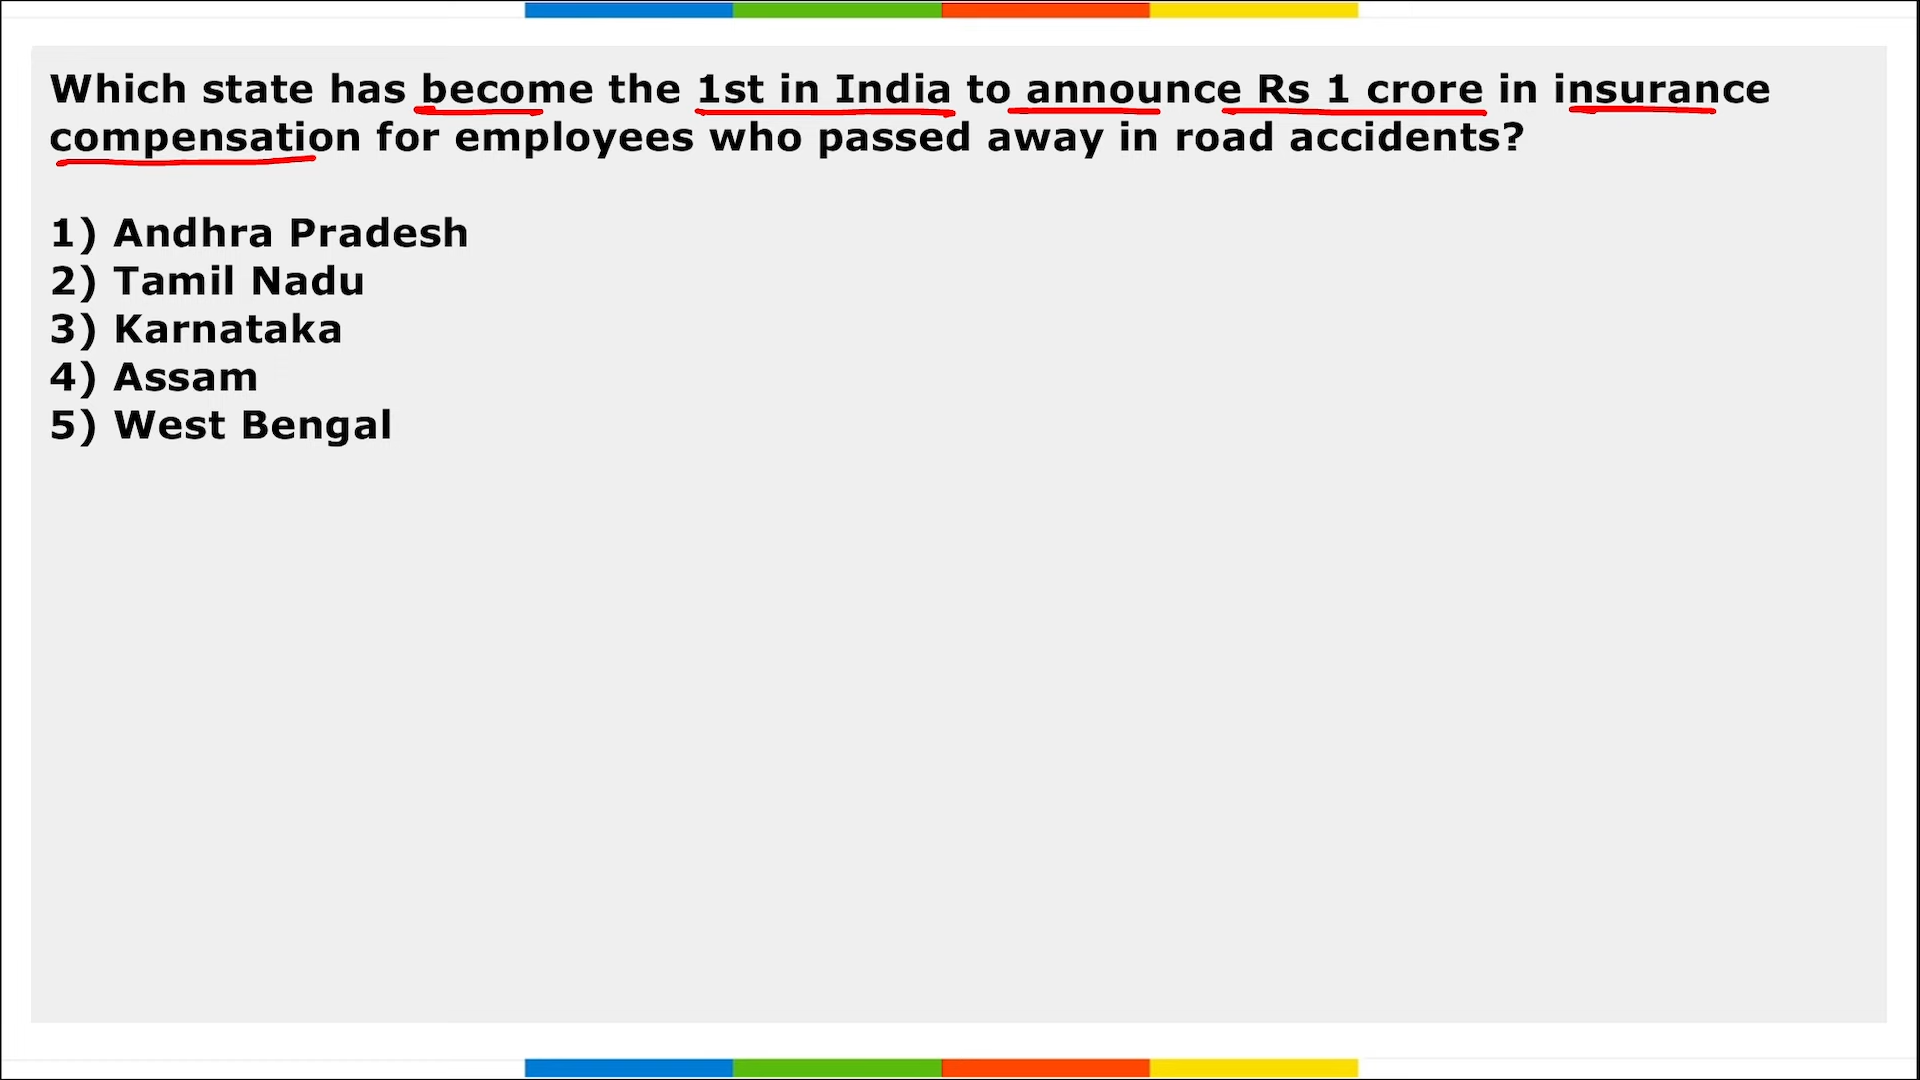 Which state has become the 1st in India to announce Rs 1 crore in insurance
compensation for employees who passed away in road accidents?
1) Andhra Pradesh
2) Tamil Nadu
3) Karnataka
4) Assam
5) West Bengal